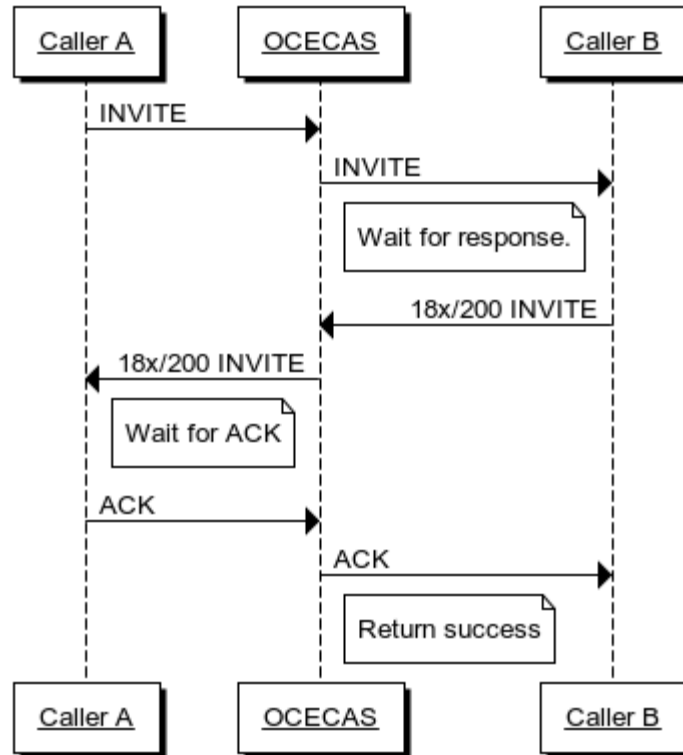 Caller A
OCECAS
Caller B
INVITE
INVITE
Wait for response.
18x/200 INVITE
18x/200 INVITE
Wait for ACK
ACK
ACK
Return success
Caller A
OCECAS
Caller B